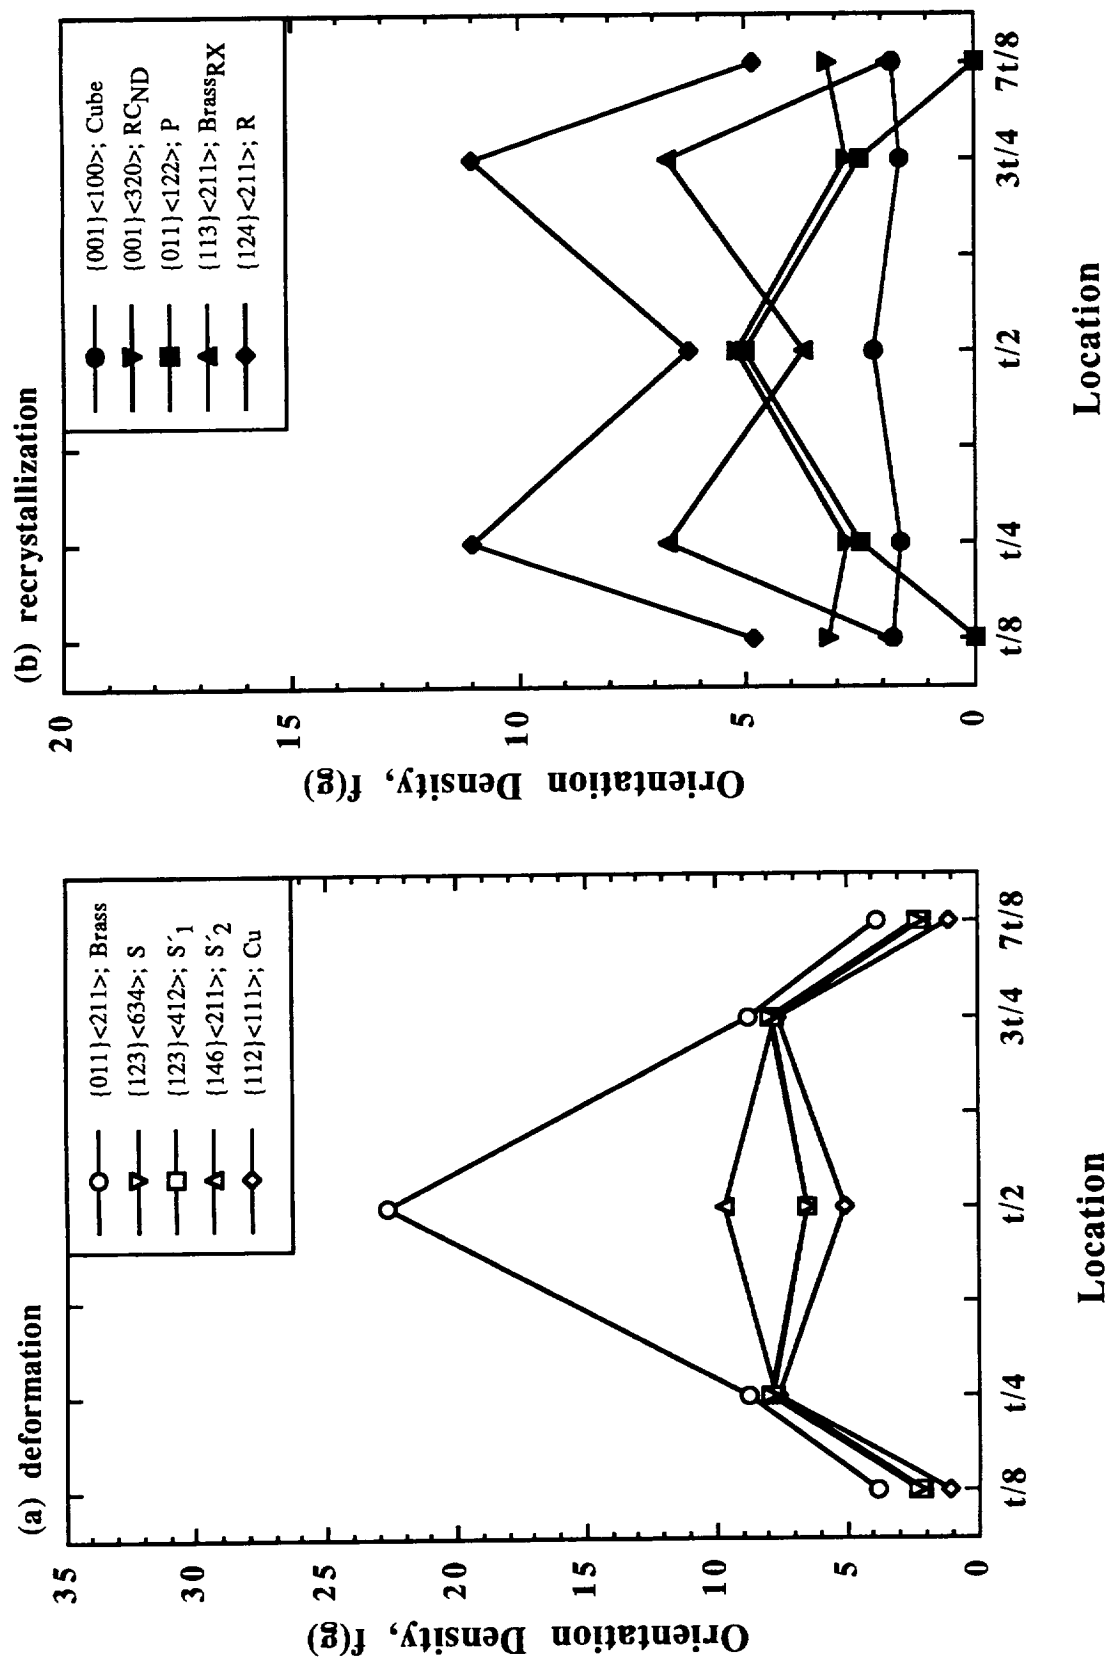 (a) deformation
35
30
25
20
15
10
5
0
Orientation Density, f(g)
{011}<211>; Brass
{123}<634>; S
{123}<412>; S´1
{146}<211>; S´2
{112}<111>; Cu
t/8
t/4
t/2
3t/4
7t/8
Location
(b) recrystallization
20
15
10
5
0
Orientation Density, f(g)
{001}<100>; Cube
{001}<320>; RCND
{011}<122>; P
{113}<211>; BrassRX
{124}<211>; R
t/8
t/4
t/2
3t/4
7t/8
Location